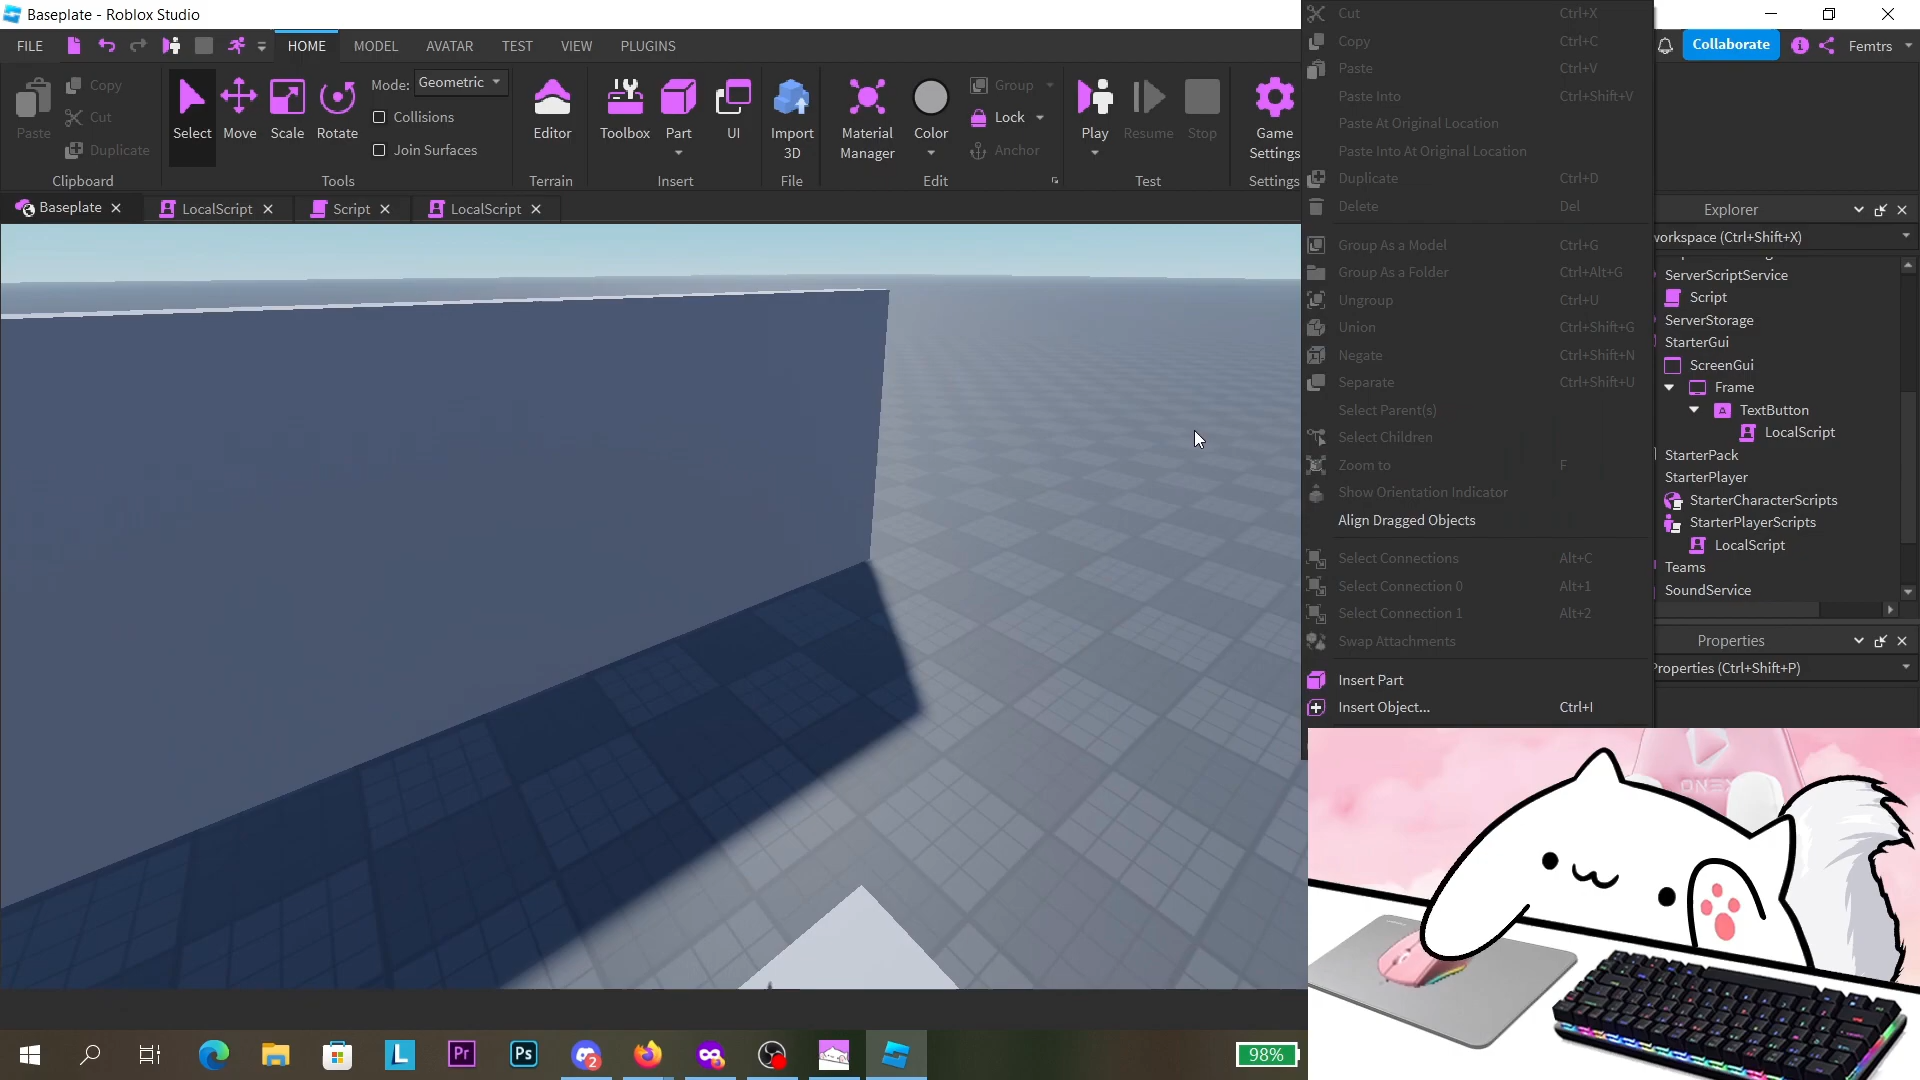 Baseplate - Roblox Studio
FILE
HOME
MODEL
AVATAR
TEST
VIEW
PLUGINS
Collaborate
Femtrs
Paste
Copy
Cut
Duplicate
Clipboard
Select
Move
Scale
Rotate
Mode: Geometric
Collisions
Join Surfaces
Tools
Editor
Terrain
Toolbox
Part
UI
Insert
Import
3D
File
Material
Manager
Color
Group
Lock
Anchor
Edit
Play
Resume
Stop
Test
Game
Settings
Settings
Baseplate
LocalScript
Script
LocalScript
Cut Ctrl+X
Copy Ctrl+C
Paste Ctrl+V
Paste Into Ctrl+Shift+V
Paste At Original Location
Paste Into At Original Location
Duplicate Ctrl+D
Delete Del
Group As a Model Ctrl+G
Group As a Folder Ctrl+Alt+G
Ungroup Ctrl+U
Union Ctrl+Shift+G
Negate Ctrl+Shift+N
Separate Ctrl+Shift+U
Select Parent(s)
Select Children
Zoom to F
Show Orientation Indicator
Align Dragged Objects
Select Connections Alt+C
Select Connection 0 Alt+1
Select Connection 1 Alt+2
Swap Attachments
Insert Part
Insert Object... Ctrl+I
Explorer
workspace (Ctrl+Shift+X)
ServerScriptService
Script
ServerStorage
StarterGui
ScreenGui
Frame
TextButton
LocalScript
StarterPack
StarterPlayer
StarterCharacterScripts
StarterPlayerScripts
LocalScript
Teams
SoundService
Properties
Properties (Ctrl+Shift+P)
ONEX
L
Pr
Ps
2
98%